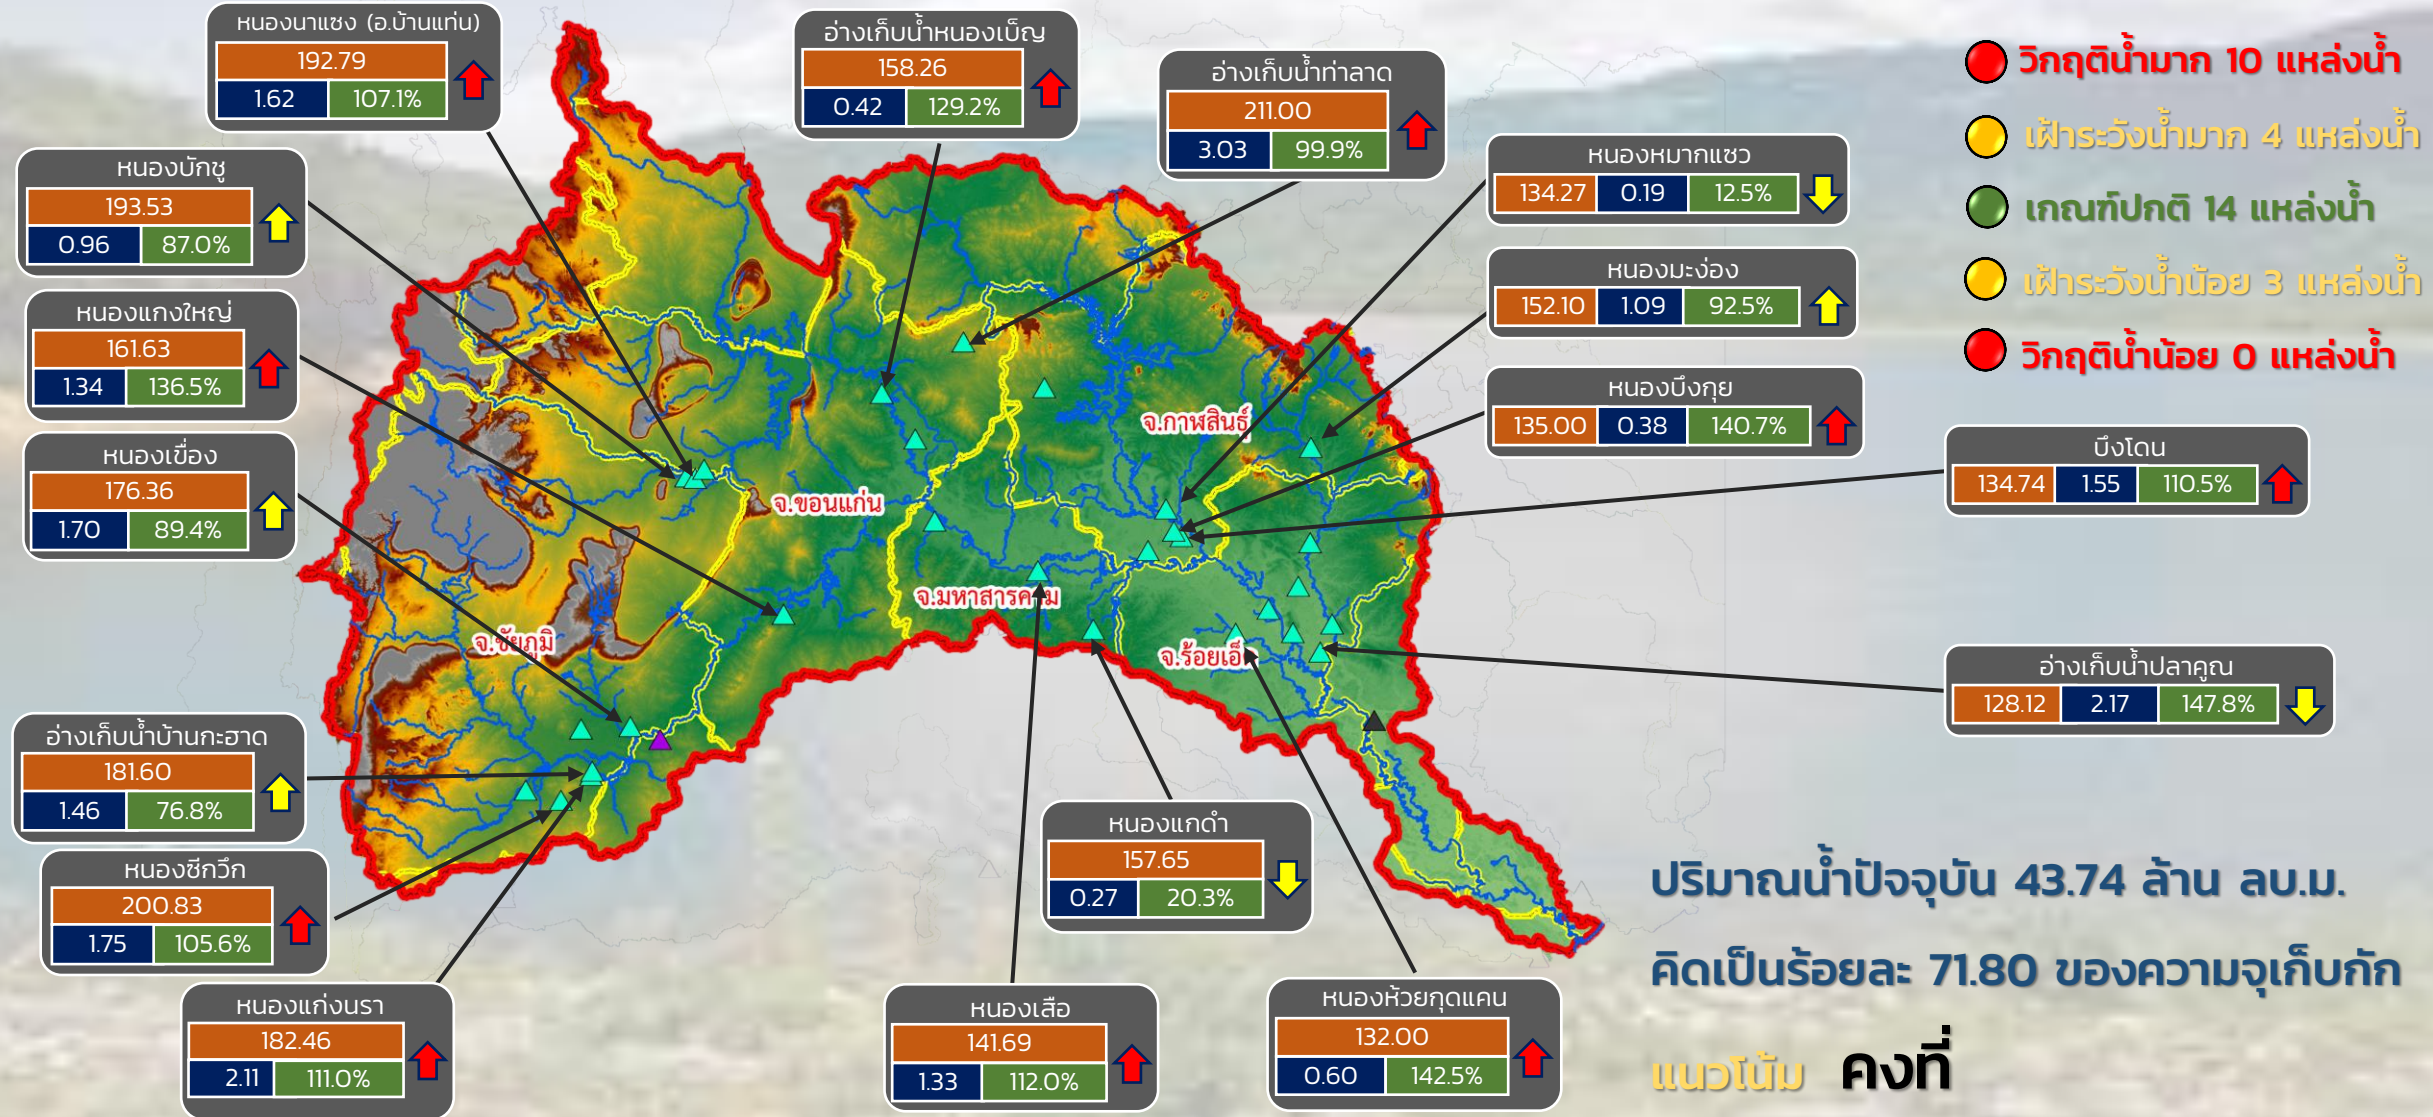 หนองนาแซง (อ.บ้านแท่น)
192.79
1.62 107.1%
อ่างเก็บน้ำหนองเบ็ญ
158.26
0.42 129.2%
อ่างเก็บน้ำท่าลาด
211.00
3.03 99.9%
วิกฤติน้ำมาก 10 แหล่งน้ำ
เฝ้าระวังน้ำมาก 4 แหล่งน้ำ
เกณฑ์ปกติ 14 แหล่งน้ำ
เฝ้าระวังน้ำน้อย 3 แหล่งน้ำ
วิกฤติน้ำน้อย 0 แหล่งน้ำ
หนองบักซู
193.53
0.96 87.0%
หนองหมากแซว
134.27 0.19 12.5%
หนองมะง่อง
152.10 1.09 92.5%
หนองแกงใหญ่
161.63
1.34 136.5%
หนองบึงกุย
135.00 0.38 140.7%
หนองเขื่อง
176.36
1.70 89.4%
บึงโดน
134.74 1.55 110.5%
จ.กาฬสินธุ์
จ.ขอนแก่น
จ.มหาสารคาม
จ.ชัยภูมิ
จ.ร้อยเอ็
อ่างเก็บน้ำปลาคูณ
128.12 2.17 147.8%
อ่างเก็บน้ำบ้านกะฮาด
181.60
1.46 76.8%
หนองซีกวึก
200.83
1.75 105.6%
หนองแก่งนรา
182.46
2.11 111.0%
หนองแกดำ
157.65
0.27 20.3%
หนองเสือ
141.69
1.33 112.0%
หนองห้วยกุดแคน
132.00
0.60 142.5%
ปริมาณน้ำปัจจุบัน 43.74 ล้าน ลบ.ม.
คิดเป็นร้อยละ 71.80 ของความจุเก็บกัก
แนวโน้ม คงที่